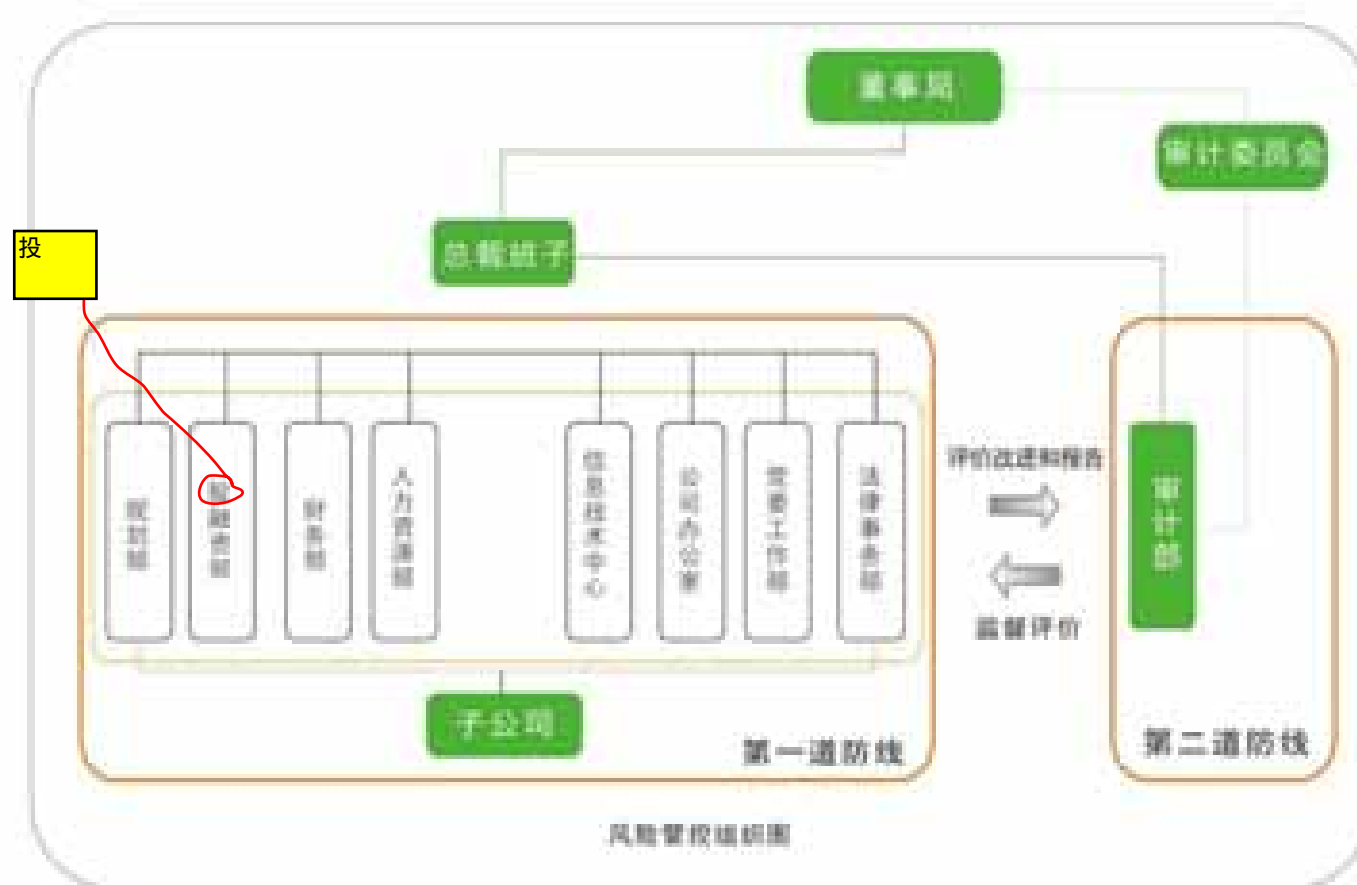 董事局
审计委员会
投
总裁班子
规划部
投融资部
财务部
人力资源部
信息技术中心
公司办公室
党委工作部
法律事务部
评价改进和报告
监督评价
审计部
子公司
第一道防线
第二道防线
风险管控组织图